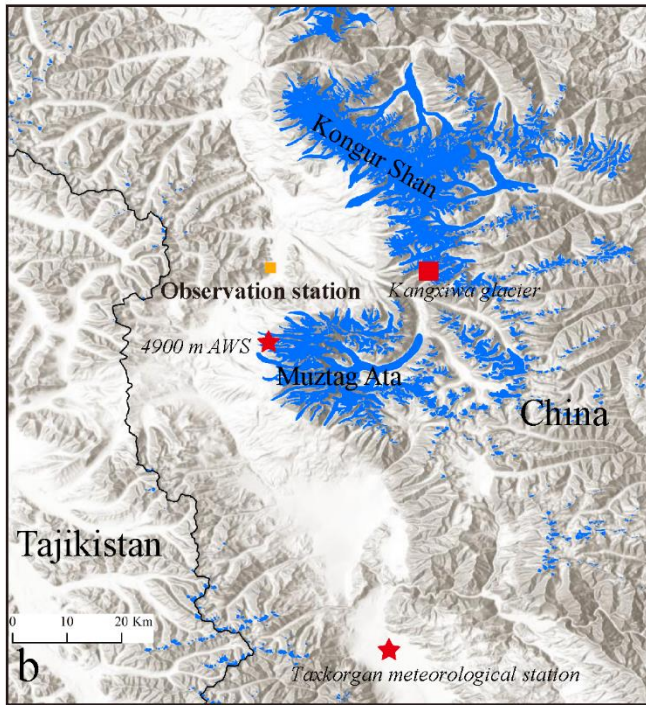 Kongur Shan
Observation station
Kangxiwa glacier
4900 m AWS
Muztag Ata
China
Tajikistan
20 Km
0 10 20
b
Taxkorgan meteorological station